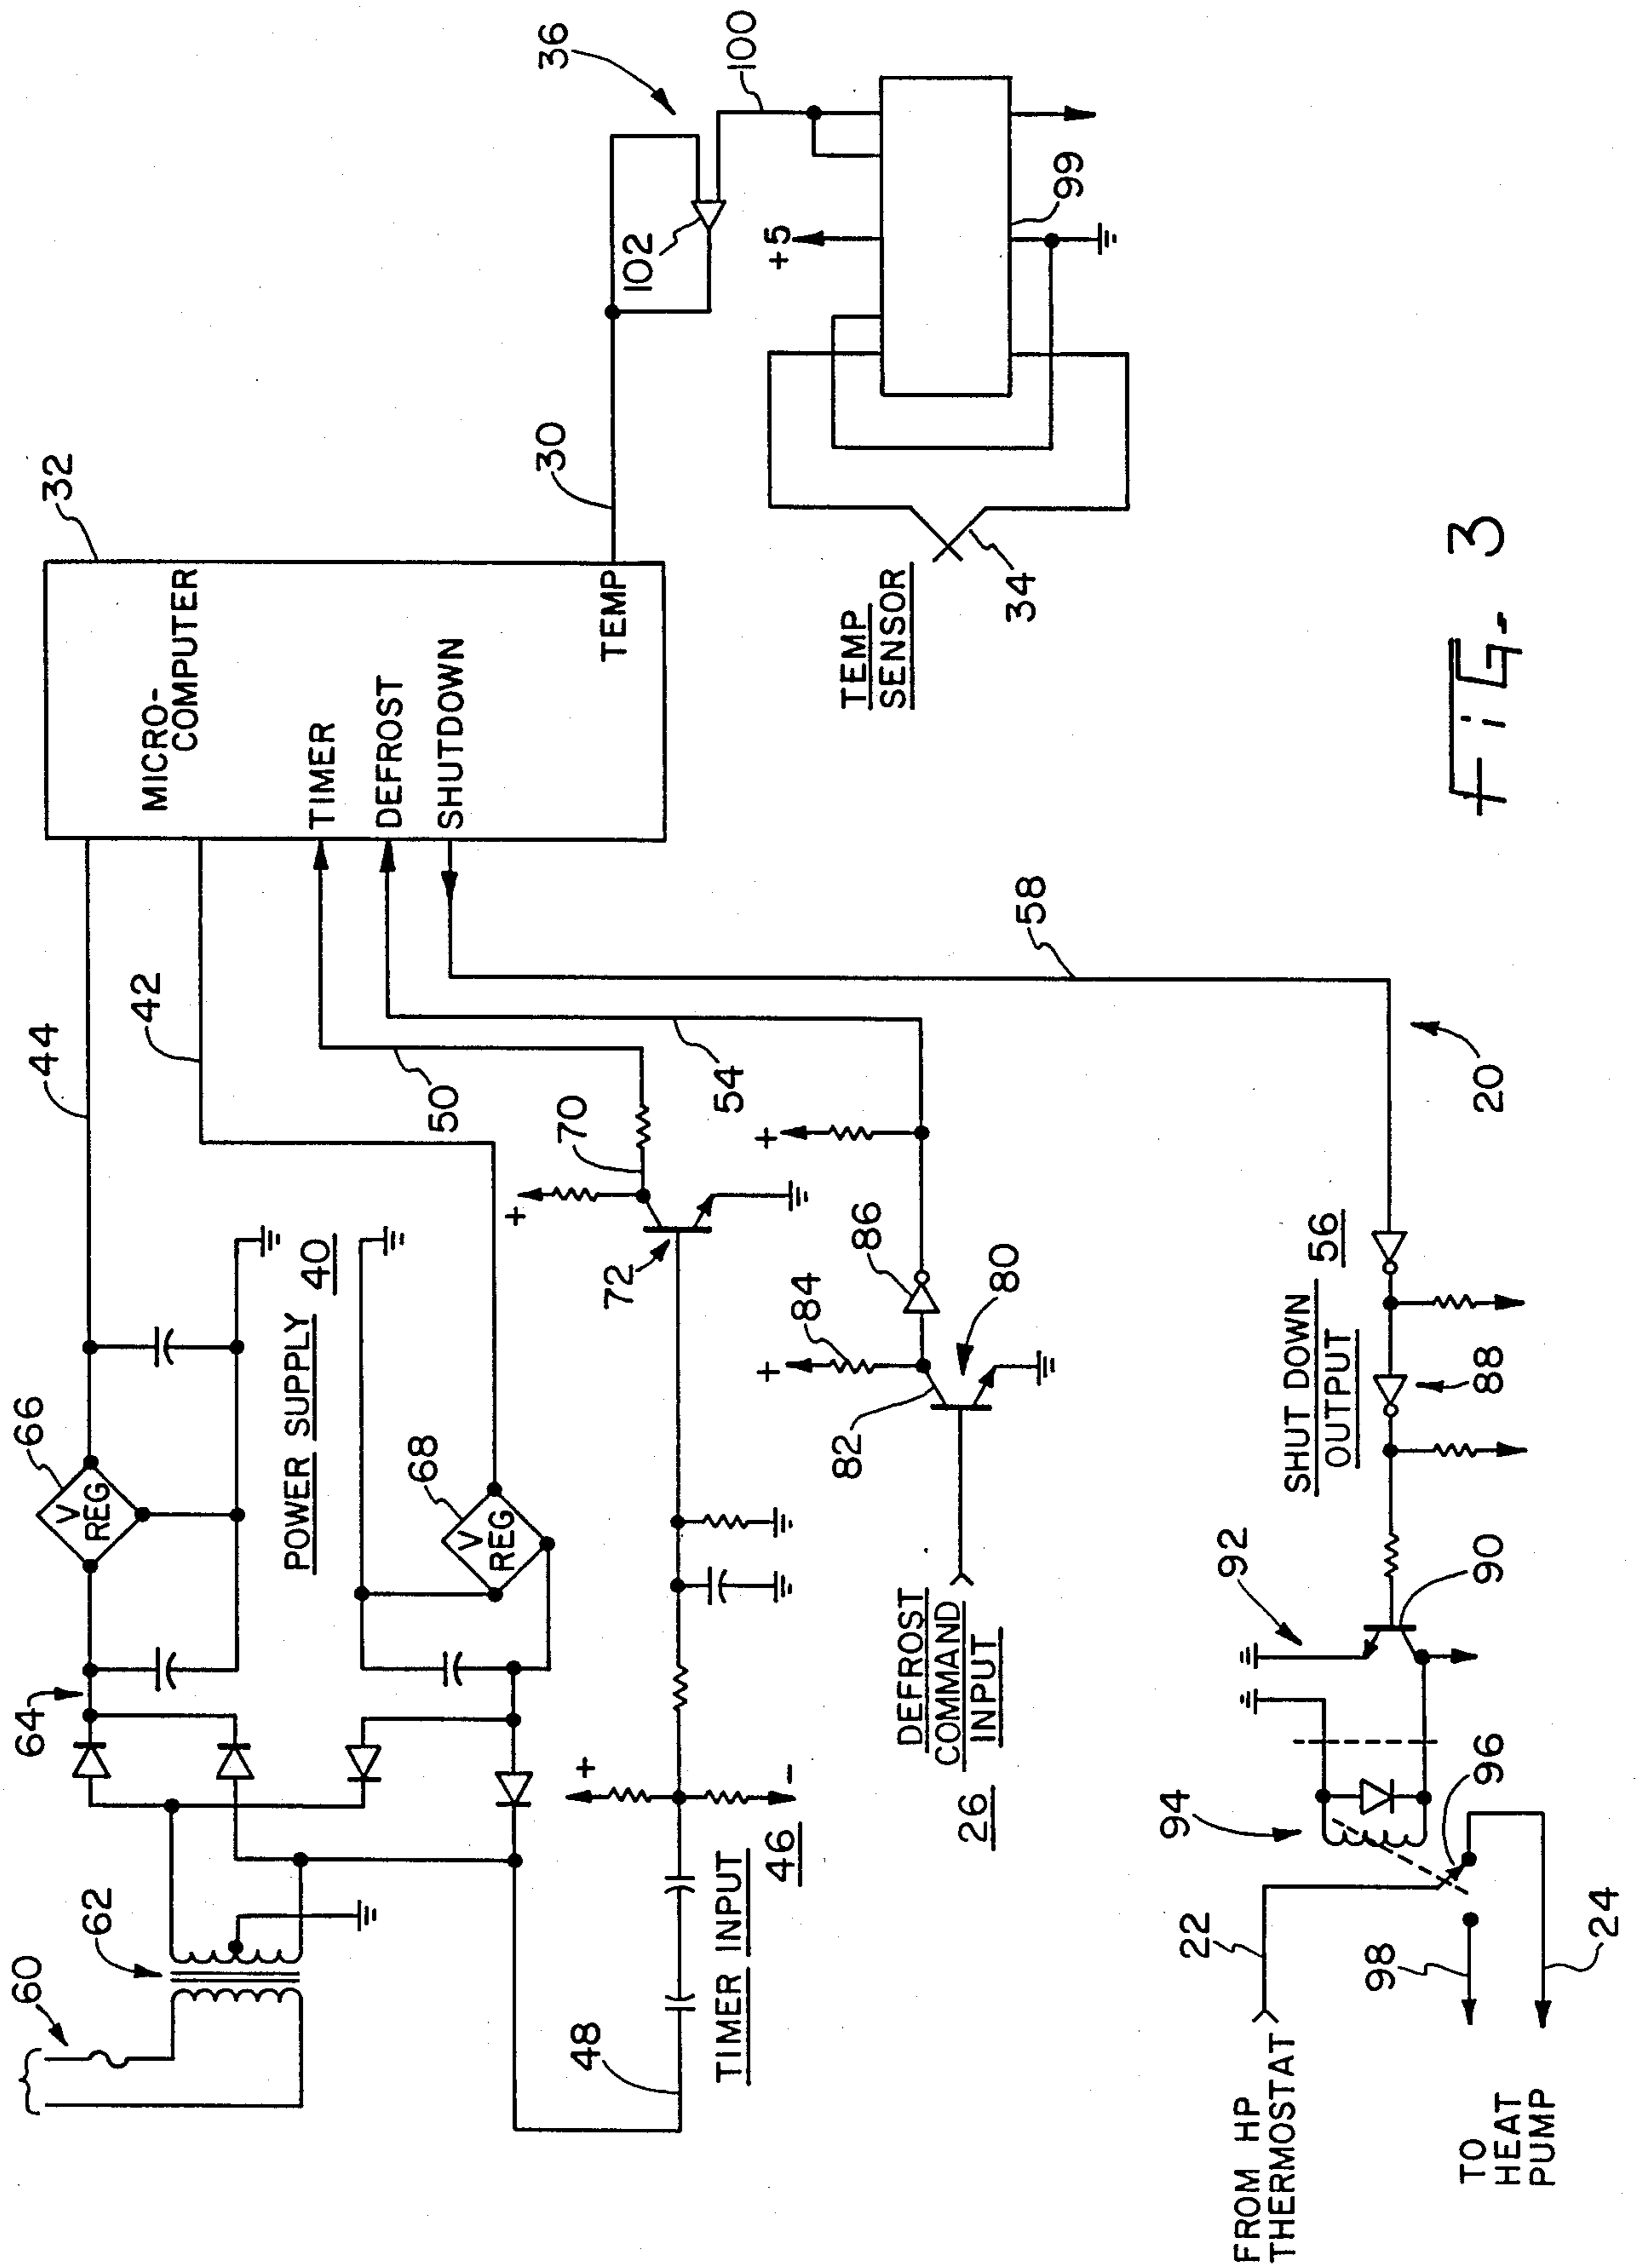 60
62
64
66
V
REG
44
42
32
MICRO-
COMPUTER
TIMER
DEFROST
SHUTDOWN
TEMP
POWER SUPPLY
40
68
V
REG
30
36
102
100
+5
99
TEMP
SENSOR
34
48
TIMER INPUT
46
+
-
72
+
70
50
54
DEFROST
COMMAND
INPUT
26
82
+
84
86
80
+
58
20
SHUT DOWN
OUTPUT
56
88
90
92
94
96
22
98
24
FROM HP
THERMOSTAT
TO
HEAT
PUMP
FiG. 3